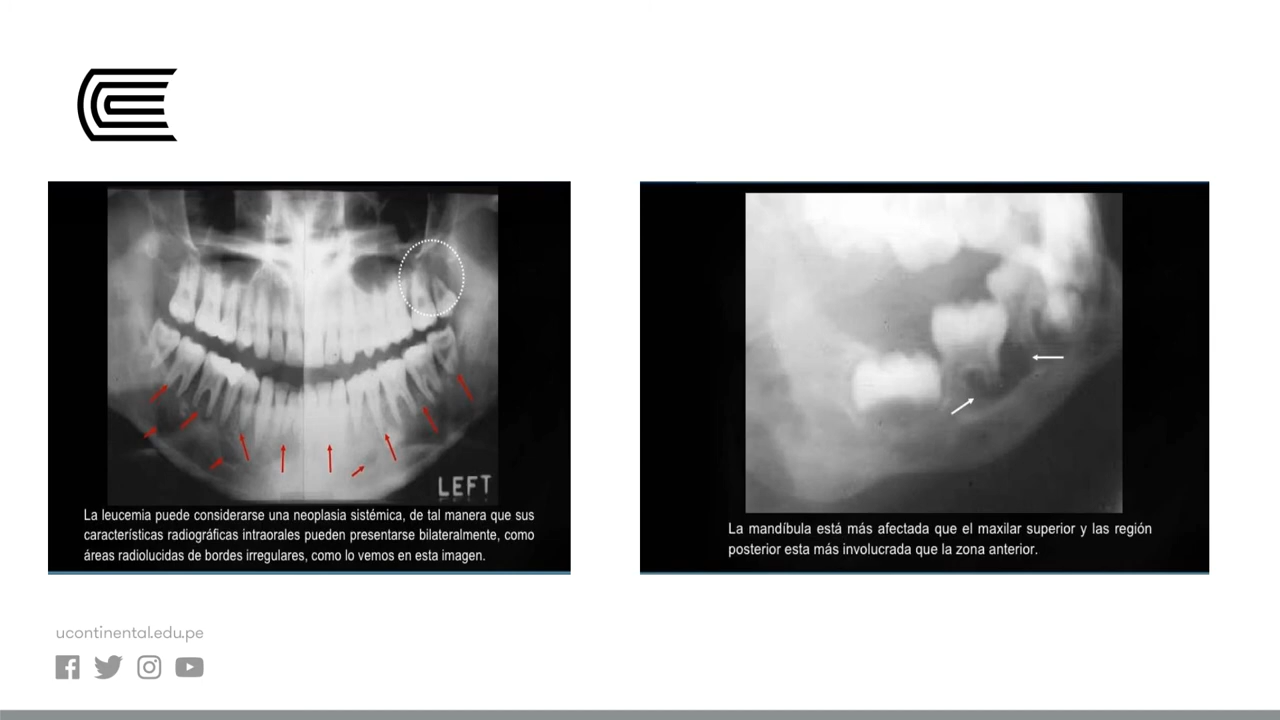 LEFT
La leucemia puede considerarse una neoplasia sistémica, de tal manera que sus
características radiográficas intraorales pueden presentarse bilateralmente, como
áreas radiolucidas de bordes irregulares, como lo vemos en esta imagen.
La mandíbula está más afectada que el maxilar superior y las región
posterior esta más involucrada que la zona anterior.
ucontinental.edu.pe